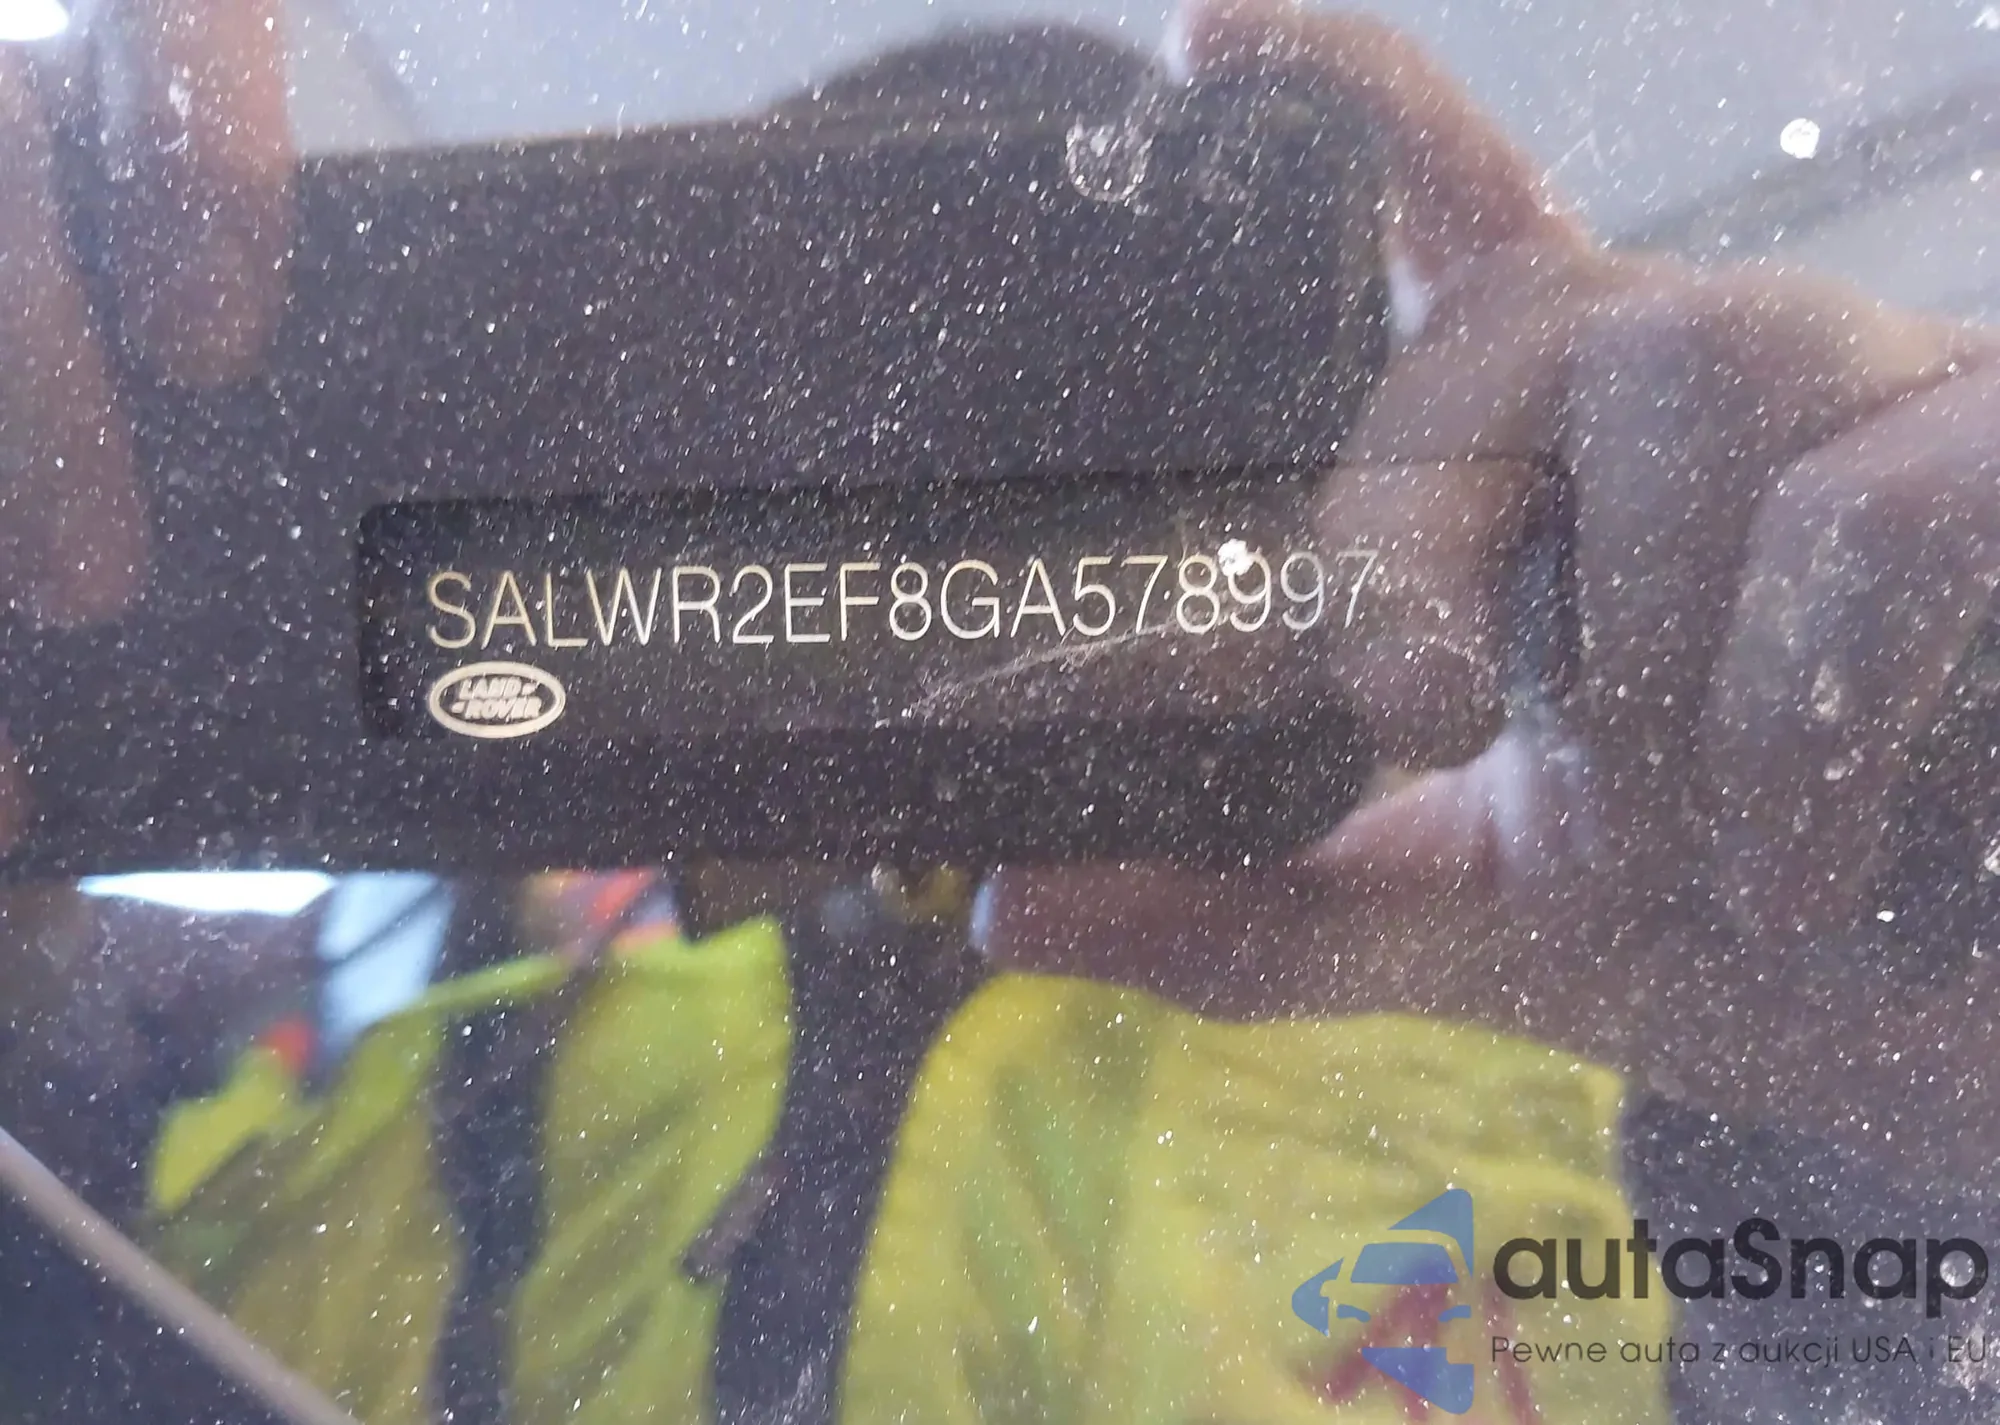 SALWR2EF8GA578997
LAND
ROVER
autaSnap
Pewne auta z aukcji USA i EU